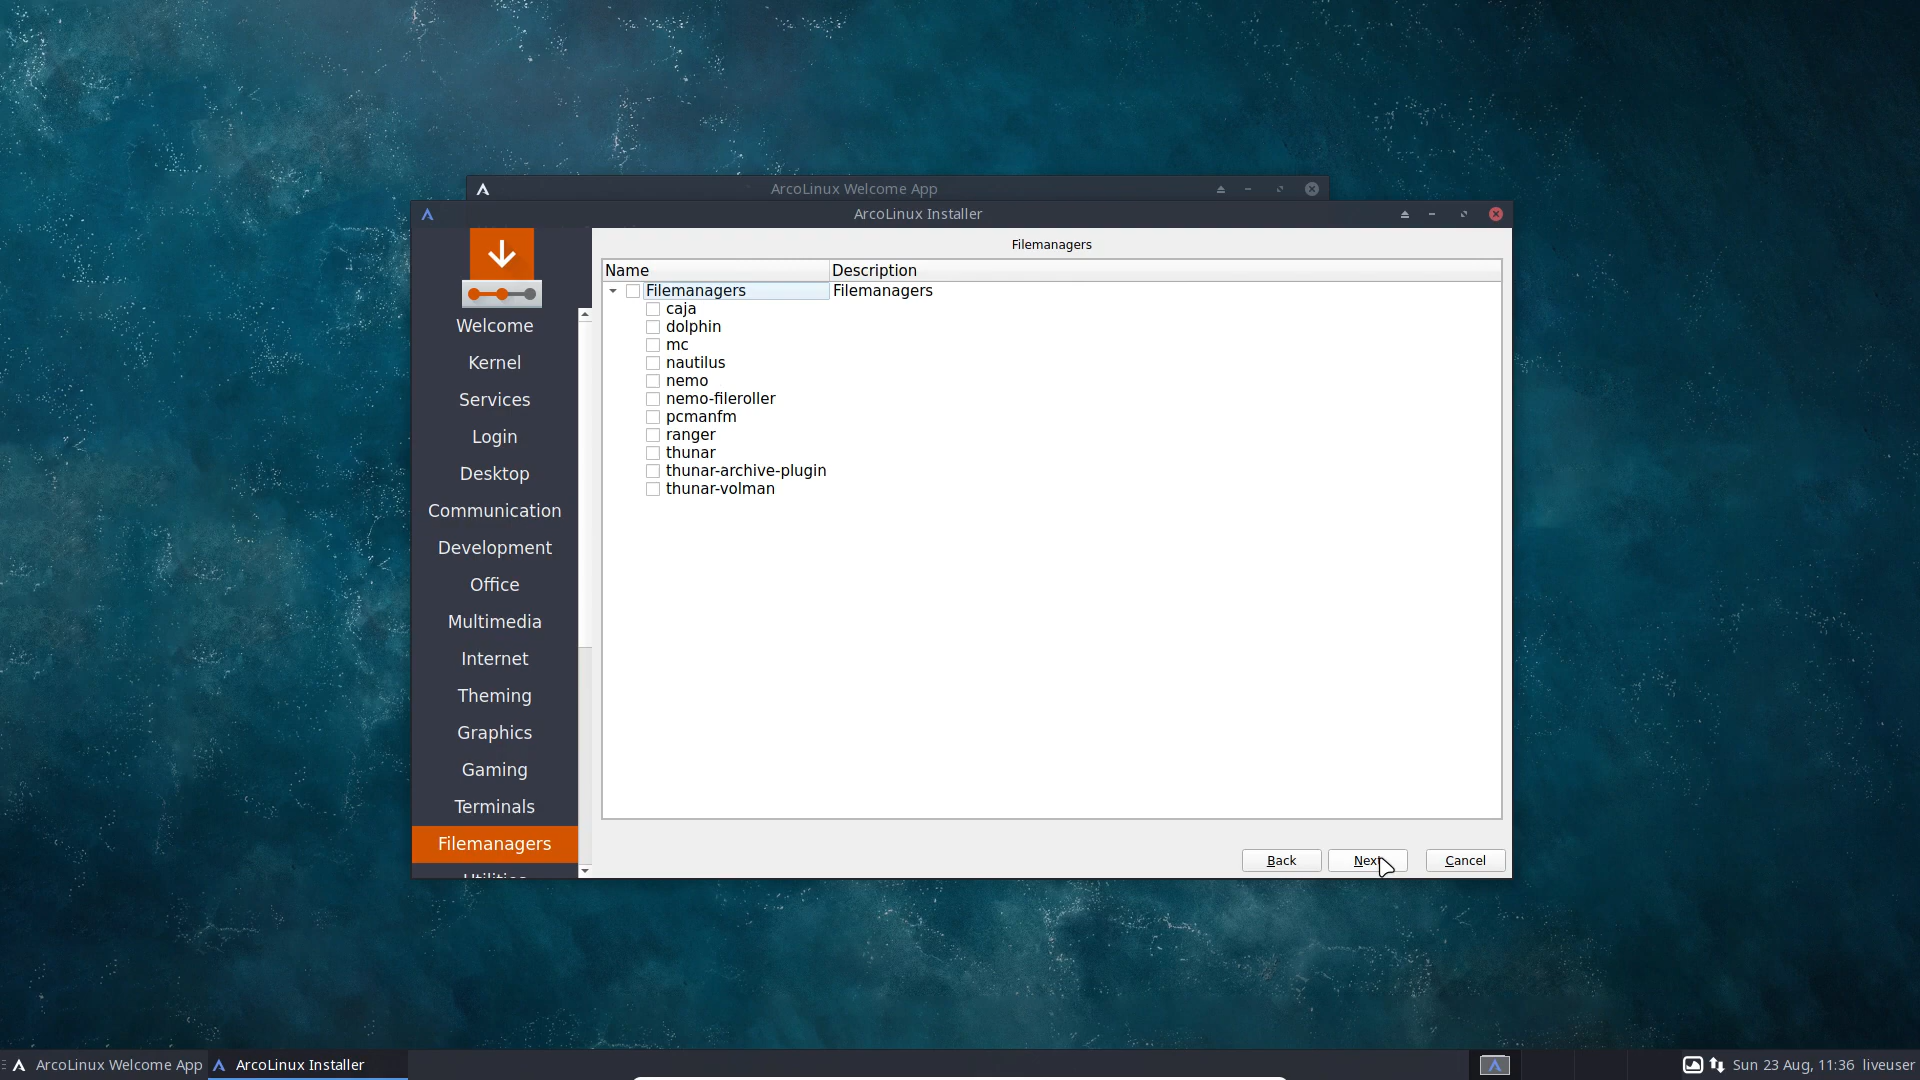 ArcoLinux Welcome App
ArcoLinux Installer
Filemanagers
Name Description
Filemanagers Filemanagers
caja
dolphin
mc
nautilus
nemo
nemo-fileroller
pcmanfm
ranger
thunar
thunar-archive-plugin
thunar-volman
Welcome
Kernel
Services
Login
Desktop
Communication
Development
Office
Multimedia
Internet
Theming
Graphics
Gaming
Terminals
Filemanagers
Utilities
Back Next Cancel
ArcoLinux Welcome App ArcoLinux Installer Sun 23 Aug, 11:36 liveuser